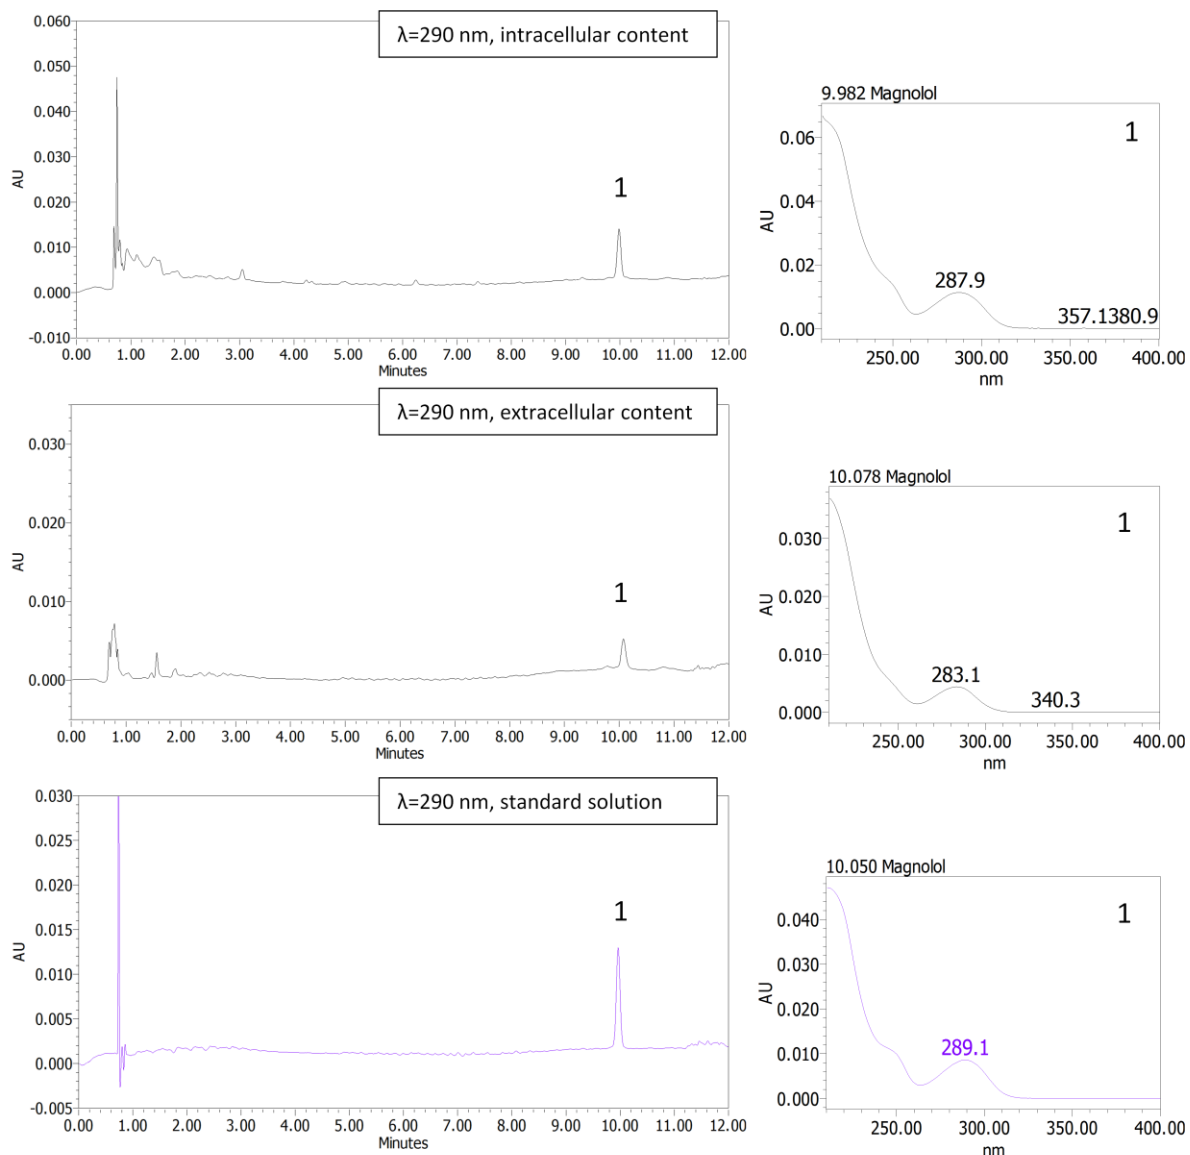 λ=290 nm, intracellular content
0.060
0.050
0.040
0.030
0.020
0.010
0.000
-0.010
AU
1
0.00 1.00 2.00 3.00 4.00 5.00 6.00 7.00 8.00 9.00 10.00 11.00 12.00
Minutes
9.982 Magnolol
1
0.06
0.04
0.02
0.00
AU
287.9
357.1380.9
250.00 300.00 350.00 400.00
nm
λ=290 nm, extracellular content
0.030
0.020
0.010
0.000
AU
1
0.00 1.00 2.00 3.00 4.00 5.00 6.00 7.00 8.00 9.00 10.00 11.00 12.00
Minutes
10.078 Magnolol
1
0.030
0.020
0.010
0.000
AU
283.1
340.3
250.00 300.00 350.00 400.00
nm
λ=290 nm, standard solution
0.030
0.025
0.020
0.015
0.010
0.005
0.000
-0.005
AU
1
0.00 1.00 2.00 3.00 4.00 5.00 6.00 7.00 8.00 9.00 10.00 11.00 12.00
Minutes
10.050 Magnolol
1
0.040
0.030
0.020
0.010
0.000
AU
289.1
250.00 300.00 350.00 400.00
nm